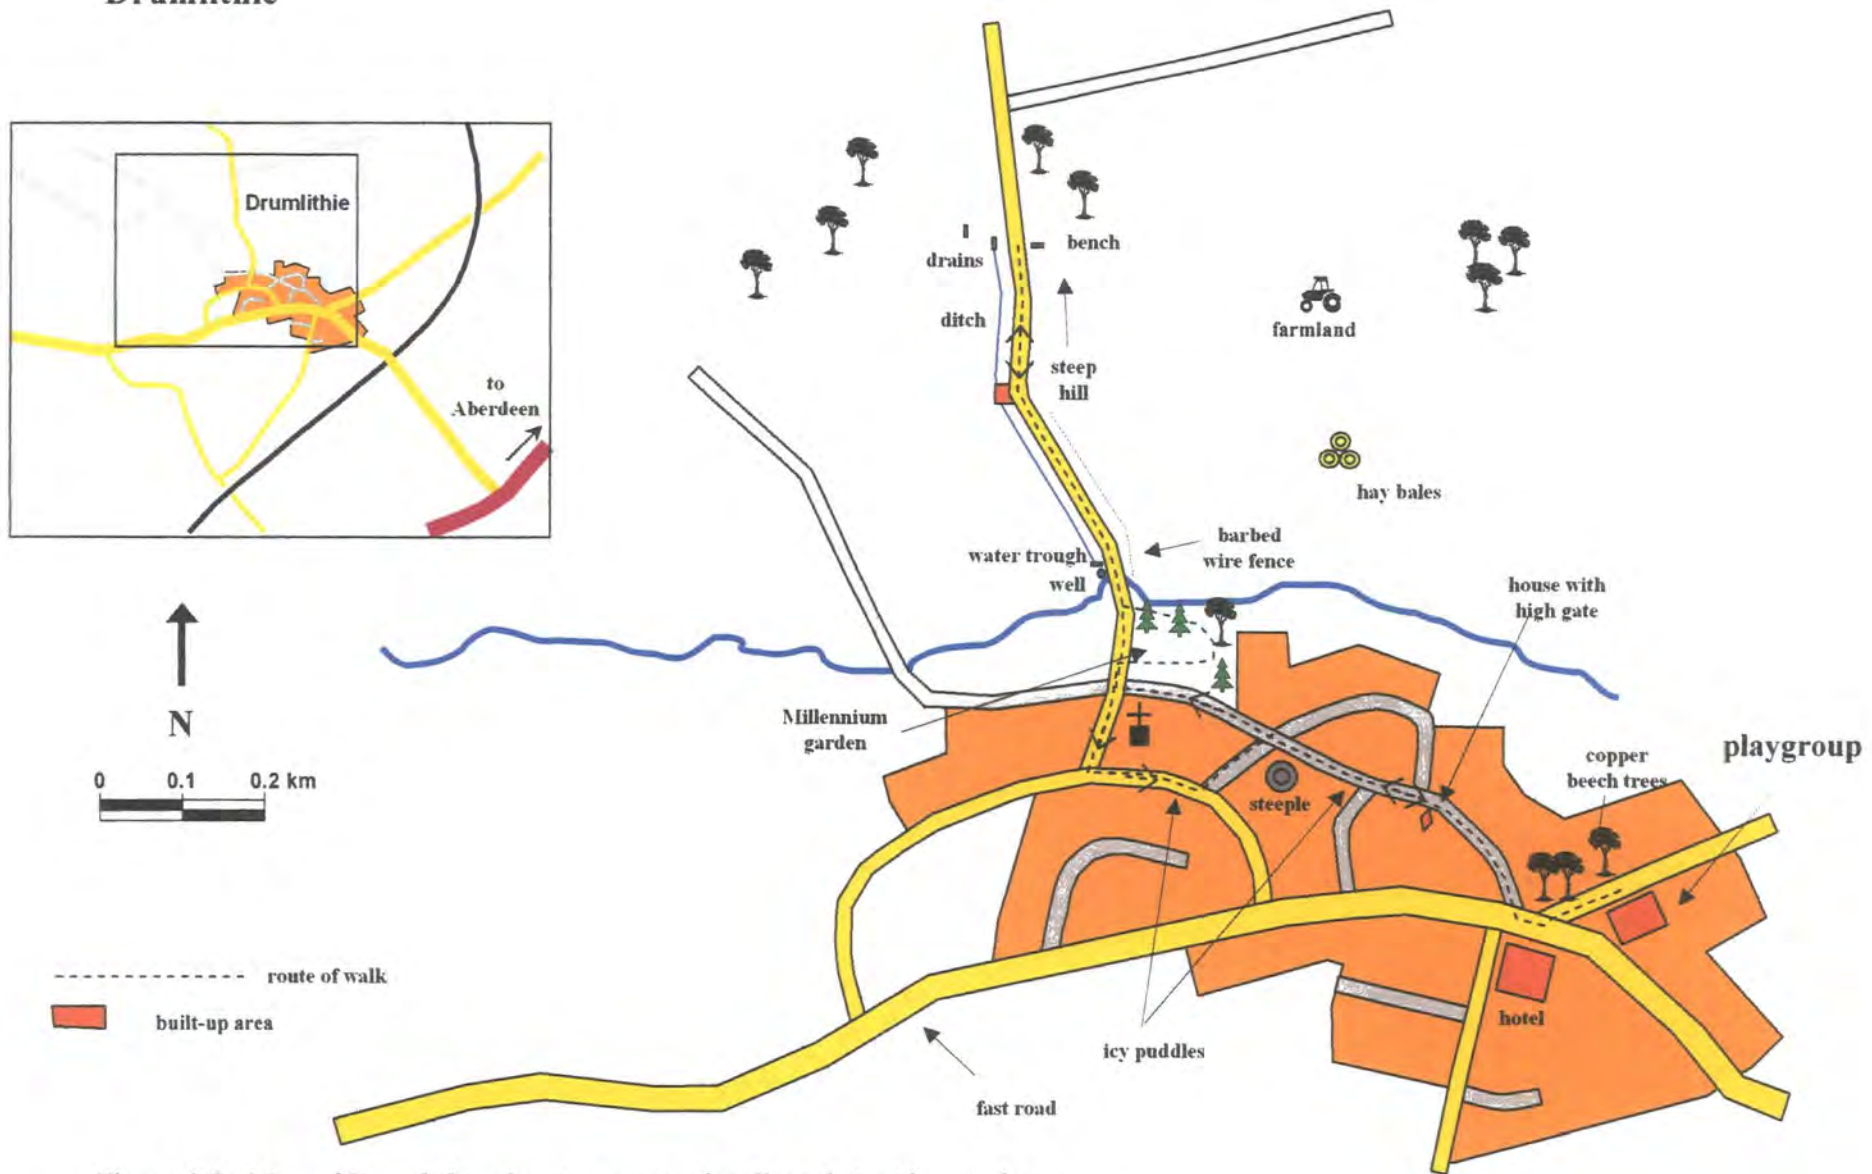 Drumlithie
Drumlithie
to
Aberdeen
N
0 0.1 0.2 km
route of walk
built-up area
drains
bench
ditch
steep
hill
farmland
hay bales
water trough
well
barbed
wire fence
house with
high gate
Millennium
garden
steeple
copper
beech trees
playgroup
hotel
icy puddles
fast road